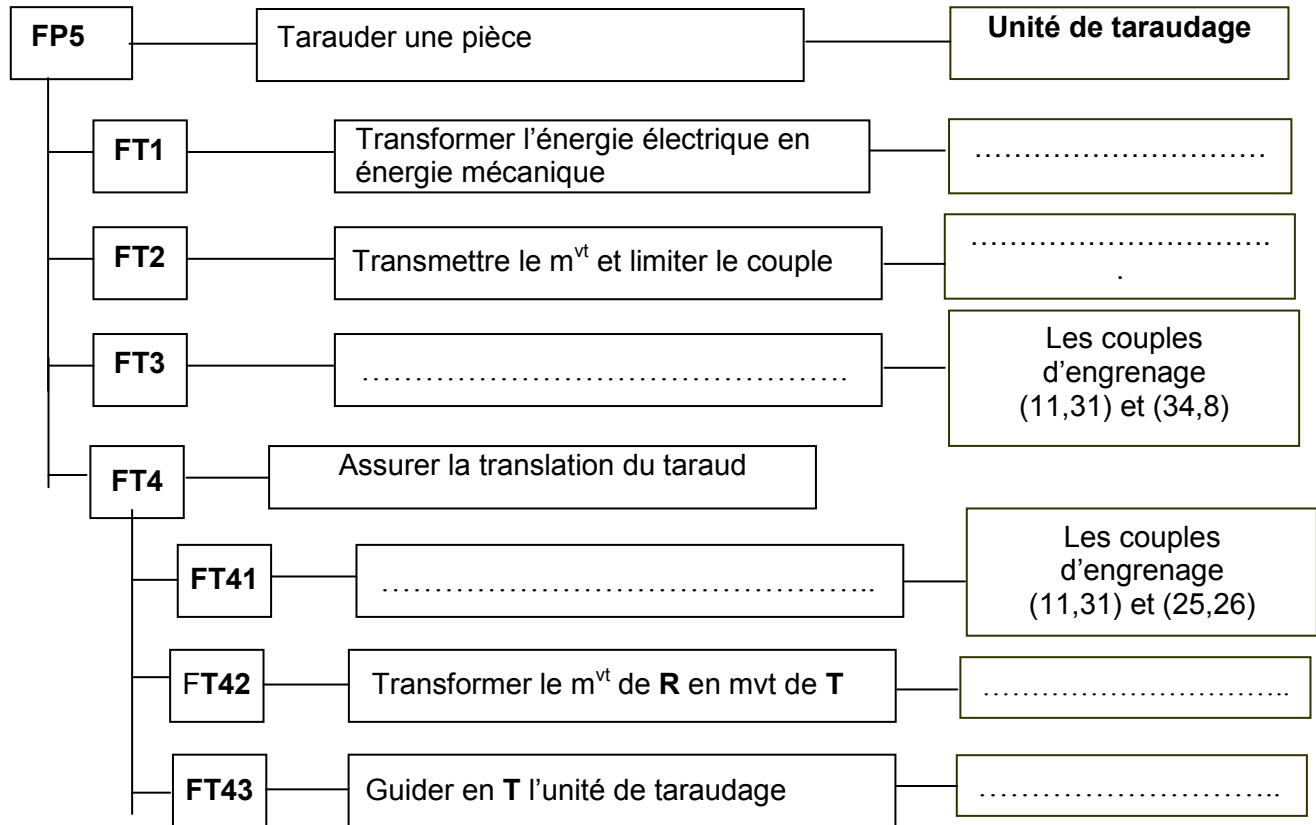 FP5
Tarauder une pièce
Unité de taraudage
FT1
Transformer l’énergie électrique en
énergie mécanique
…………………………
FT2
Transmettre le mvt et limiter le couple
………………………….
.
FT3
……………………………………….
Les couples
d’engrenage
(11,31) et (34,8)
FT4
Assurer la translation du taraud
FT41
………………………………………..
Les couples
d’engrenage
(11,31) et (25,26)
FT42
Transformer le mvt de R en mvt de T
………………………..
FT43
Guider en T l’unité de taraudage
………………………..